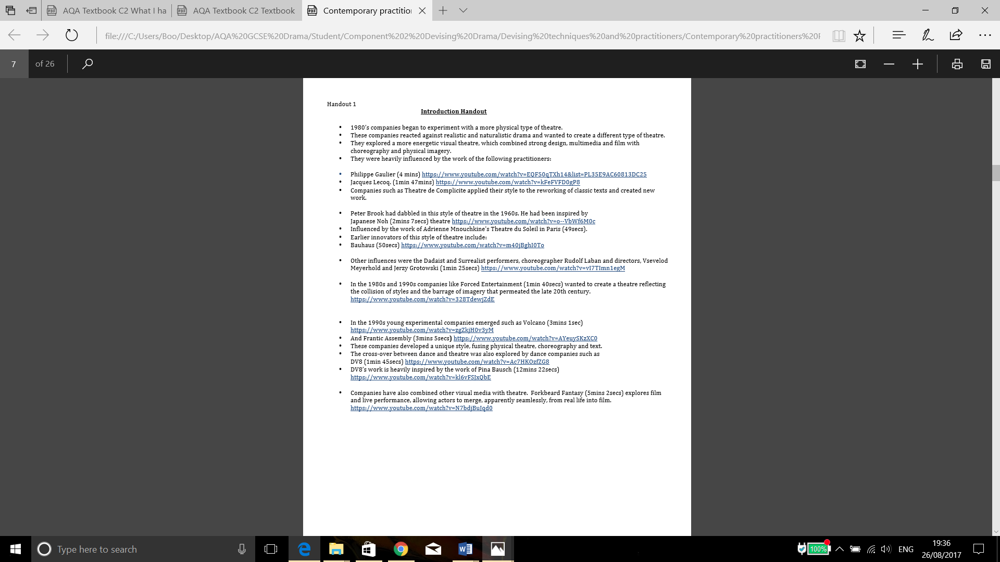 AQA Textbook C2 What I ha
AQA Textbook C2 Textbook
Contemporary practitio
file:///C:/Users/Boo/Desktop/AQA%20GCSE%20Drama/Student/Component%202%20Devising%20Drama/Devising%20techniques%20and%20practitioners/Contemporary%20practitioners%20F
7 of 26
Handout 1
Introduction Handout
• 1980's companies began to experiment with a more physical type of theatre.
• These companies reacted against realistic and naturalistic drama and wanted to create a different type of theatre.
• They explored a more energetic visual theatre, which combined strong design, multimedia and film with
choreography and physical imagery.
• They were heavily influenced by the work of the following practitioners:
• Philippe Gaulier (4 mins) https://www.youtube.com/watch?v=EQF50qTXh14&list=PL35E9AC60813DC25
• Jacques Lecoq. (1min 47mins) https://www.youtube.com/watch?v=kFeFVFD0gP8
• Companies such as Theatre de Complicite applied their style to the reworking of classic texts and created new
work.
• Peter Brook had dabbled in this style of theatre in the 1960s. He had been inspired by
Japanese Noh (2mins 7secs) theatre https://www.youtube.com/watch?v=o--VbWf6M0c
• Influenced by the work of Adrienne Mnouchkine's Theatre du Soleil in Paris (49secs).
• Earlier innovators of this style of theatre include:
• Bauhaus (50secs) https://www.youtube.com/watch?v=m40jBghI0To
• Other influences were the Dadaist and Surrealist performers, choreographer Rudolf Laban and directors, Vsevelod
Meyerhold and Jerzy Grotowski (1min 25secs) https://www.youtube.com/watch?v=vI7TImn1egM
• In the 1980s and 1990s companies like Forced Entertainment (1min 40secs) wanted to create a theatre reflecting
the collision of styles and the barrage of imagery that permeated the late 20th century.
https://www.youtube.com/watch?v=328TdewjZdE
• In the 1990s young experimental companies emerged such as Volcano (3mins 1sec)
https://www.youtube.com/watch?v=zgZkjH0v3yM
• And Frantic Assembly (3mins 5secs) https://www.youtube.com/watch?v=AYeuySKzXC0
• These companies developed a unique style, fusing physical theatre, choreography and text.
• The cross-over between dance and theatre was also explored by dance companies such as
DV8 (1min 45secs) https://www.youtube.com/watch?v=Ac7HKOzfZG8
• DV8's work is heavily inspired by the work of Pina Bausch (12mins 22secs)
https://www.youtube.com/watch?v=kl6vFSJxQbE
• Companies have also combined other visual media with theatre.  Forkbeard Fantasy (5mins 2secs) explores film
and live performance, allowing actors to merge, apparently seamlessly, from real life into film.
https://www.youtube.com/watch?v=N7bdjBuJqd0
Type here to search
100%
ENG
19:36
26/08/2017